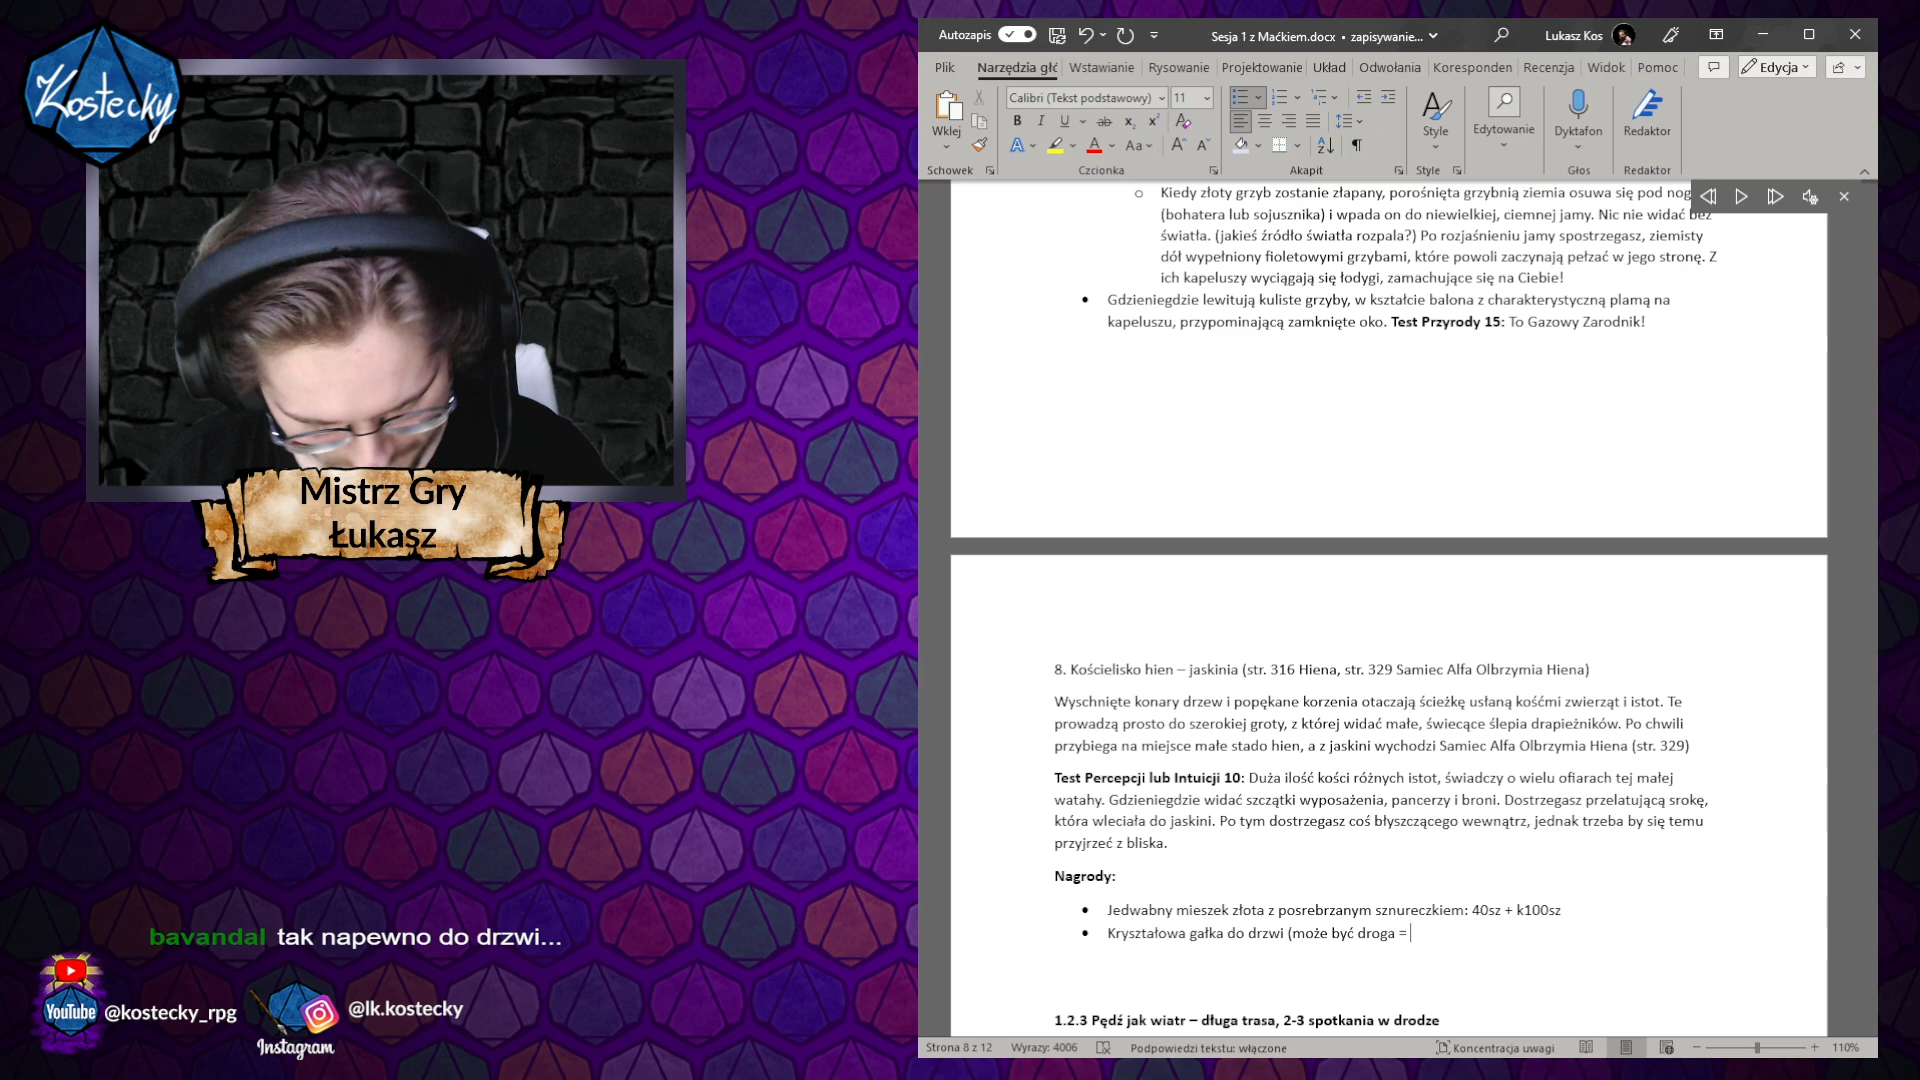 Kostecky
Mistrz Gry
Łukasz
bavandal tak napewno do drzwi...
YouTube @kostecky_rpg
Instagram @lk.kostecky
Autozapis
Sesja 1 z Maćkiem.docx • zapisywanie...
Lukasz Kos
Plik Narzędzia głć Wstawianie Rysowanie Projektowanie Układ Odwołania Koresponden Recenzja Widok Pomoc Edycja
Wklej
Calibri (Tekst podstawowy) 11
Style Edytowanie Dyktafon Redaktor
Schowek Czcionka Akapit Style Głos Redaktor
Kiedy złoty grzyb zostanie złapany, porośnięta grzybnią ziemia osuwa się pod nog
(bohatera lub sojusznika) i wpada on do niewielkiej, ciemnej jamy. Nic nie widać bez
światła. (jakieś źródło światła rozpala?) Po rozjaśnieniu jamy spostrzegasz, ziemisty
dół wypełniony fioletowymi grzybami, które powoli zaczynają pełzać w jego stronę. Z
ich kapeluszy wyciągają się łodygi, zamachujące się na Ciebie!
• Gdzieniegdzie lewitują kuliste grzyby, w kształcie balona z charakterystyczną plamą na
kapeluszu, przypominającą zamknięte oko. Test Przyrody 15: To Gazowy Zarodnik!
8. Kościelisko hien – jaskinia (str. 316 Hiena, str. 329 Samiec Alfa Olbrzymia Hiena)
Wyschnięte konary drzew i popękane korzenia otaczają ścieżkę usłaną kośćmi zwierząt i istot. Te
prowadzą prosto do szerokiej groty, z której widać małe, świecące ślepia drapieżników. Po chwili
przybiega na miejsce małe stado hien, a z jaskini wychodzi Samiec Alfa Olbrzymia Hiena (str. 329)
Test Percepcji lub Intuicji 10: Duża ilość kości różnych istot, świadczy o wielu ofiarach tej małej
watahy. Gdzieniegdzie widać szczątki wyposażenia, pancerzy i broni. Dostrzegasz przelatującą srokę,
która wleciała do jaskini. Po tym dostrzegasz coś błyszczącego wewnątrz, jednak trzeba by się temu
przyjrzeć z bliska.
Nagrody:
• Jedwabny mieszek złota z posrebrzanym sznureczkiem: 40sz + k100sz
• Kryształowa gałka do drzwi (może być droga =
1.2.3 Pędź jak wiatr – długa trasa, 2-3 spotkania w drodze
Strona 8 z 12 Wyrazy: 4006 Podpowiedzi tekstu: włączone Koncentracja uwagi 110%